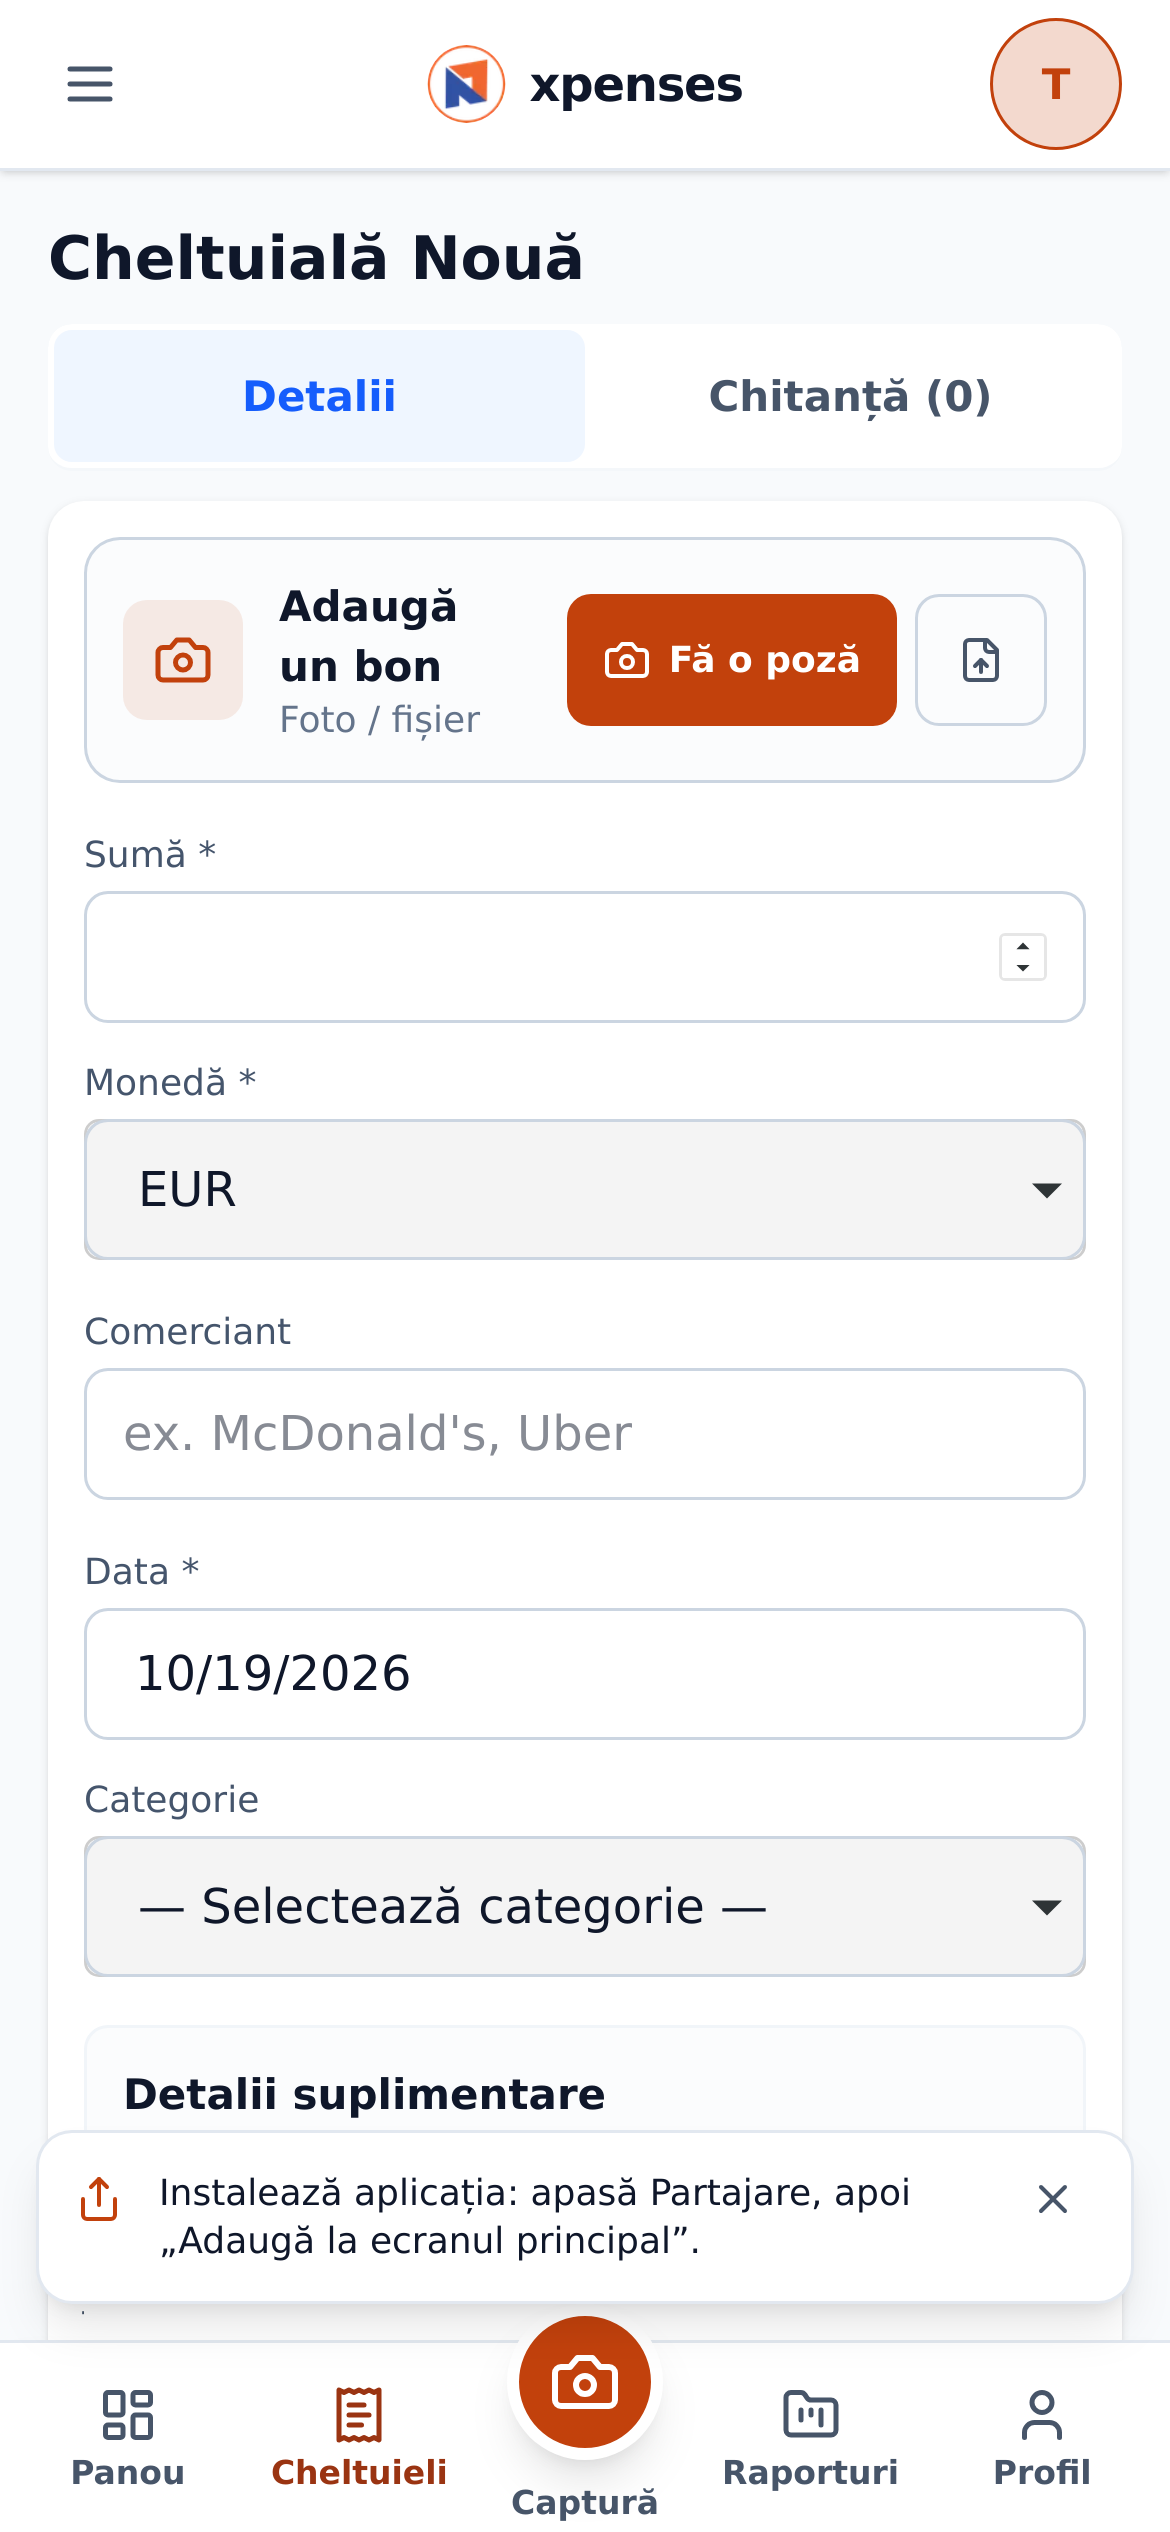 xpenses
T
Cheltuială Nouă
Detalii
Chitanță (0)
Adaugă
un bon
Foto / fișier
Fă o poză
Sumă *
Monedă *
EUR
Comerciant
ex. McDonald's, Uber
Data *
10/19/2026
Categorie
— Selectează categorie —
Detalii suplimentare
Instalează aplicația: apasă Partajare, apoi
„Adaugă la ecranul principal”.
Panou
Cheltuieli
Captură
Raporturi
Profil